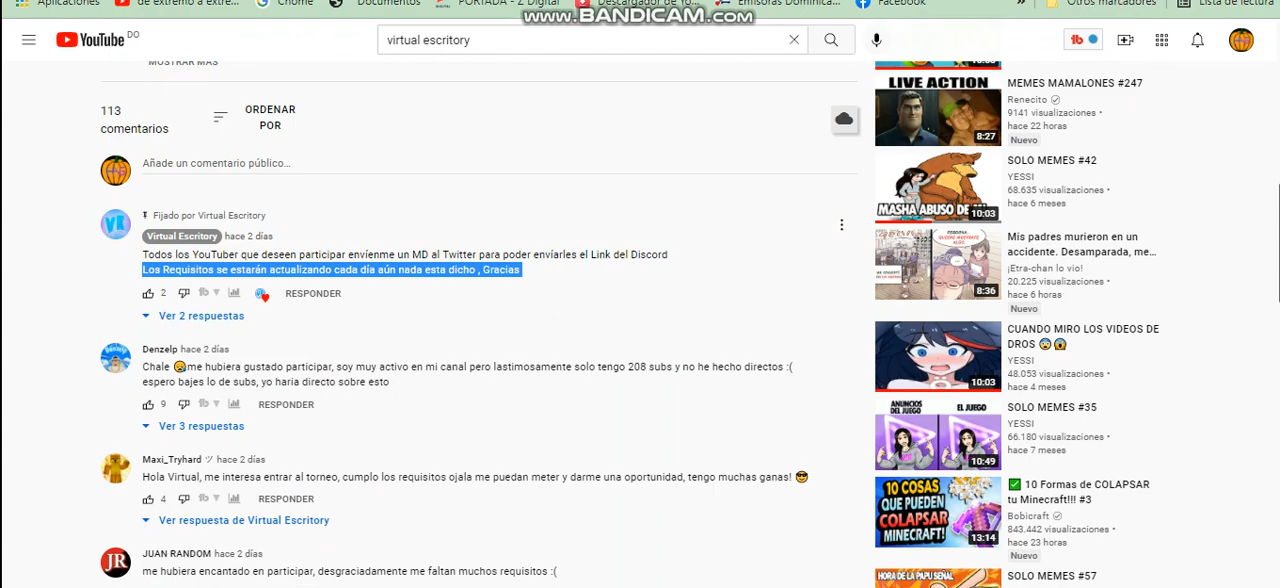 Aplicaciones
de extremo a extre...
Chome
Documentos
PORTADA - Z Digital
Descargador de Yo...
Emisoras Dominica...
Facebook
»
Otros marcadores
Lista de lectura
www.BANDICAM.com
YouTube DO
virtual escritory
MOSTRAR MÁS
113
comentarios
ORDENAR
POR
Añade un comentario público...
Fijado por Virtual Escritory
Virtual Escritory hace 2 días
Todos los YouTuber que deseen participar envíenme un MD al Twitter para poder envíarles el Link del Discord
Los Requisitos se estarán actualizando cada día aún nada esta dicho , Gracias
2 RESPONDER
Ver 2 respuestas
Denzelp hace 2 días
Chale 😪me hubiera gustado participar, soy muy activo en mi canal pero lastimosamente solo tengo 208 subs y no he hecho directos :(
espero bajes lo de subs, yo haria directo sobre esto
9 RESPONDER
Ver 3 respuestas
Maxi_Tryhard ツ hace 2 días
Hola Virtual, me interesa entrar al torneo, cumplo los requisitos ojala me puedan meter y darme una oportunidad, tengo muchas ganas! 😎
4 RESPONDER
Ver respuesta de Virtual Escritory
JR
JUAN RANDOM hace 2 días
me hubiera encantado en participar, desgraciadamente me faltan muchos requisitos :(
LIVE ACTION
8:27
MEMES MAMALONES #247
Renecito
9141 visualizaciones •
hace 22 horas
Nuevo
MASHA ABUSO DE
10:03
SOLO MEMES #42
YESSI
68.635 visualizaciones •
hace 6 meses
8:36
Mis padres murieron en un
accidente. Desamparada, me...
¡Etra-chan lo vio!
20.225 visualizaciones •
hace 6 horas
Nuevo
10:03
CUANDO MIRO LOS VIDEOS DE
DROS 😨😱
YESSI
48.053 visualizaciones •
hace 4 meses
ANUNCIOS
DEL JUEGO
EL JUEGO
10:49
SOLO MEMES #35
YESSI
66.180 visualizaciones •
hace 7 meses
10 COSAS
QUE PUEDEN
COLAPSAR
MINECRAFT!
13:14
✅ 10 Formas de COLAPSAR
tu Minecraft!!! #3
Bobicraft
843.442 visualizaciones •
hace 23 horas
Nuevo
HORA DE LA PAPU SEÑAL
SOLO MEMES #57